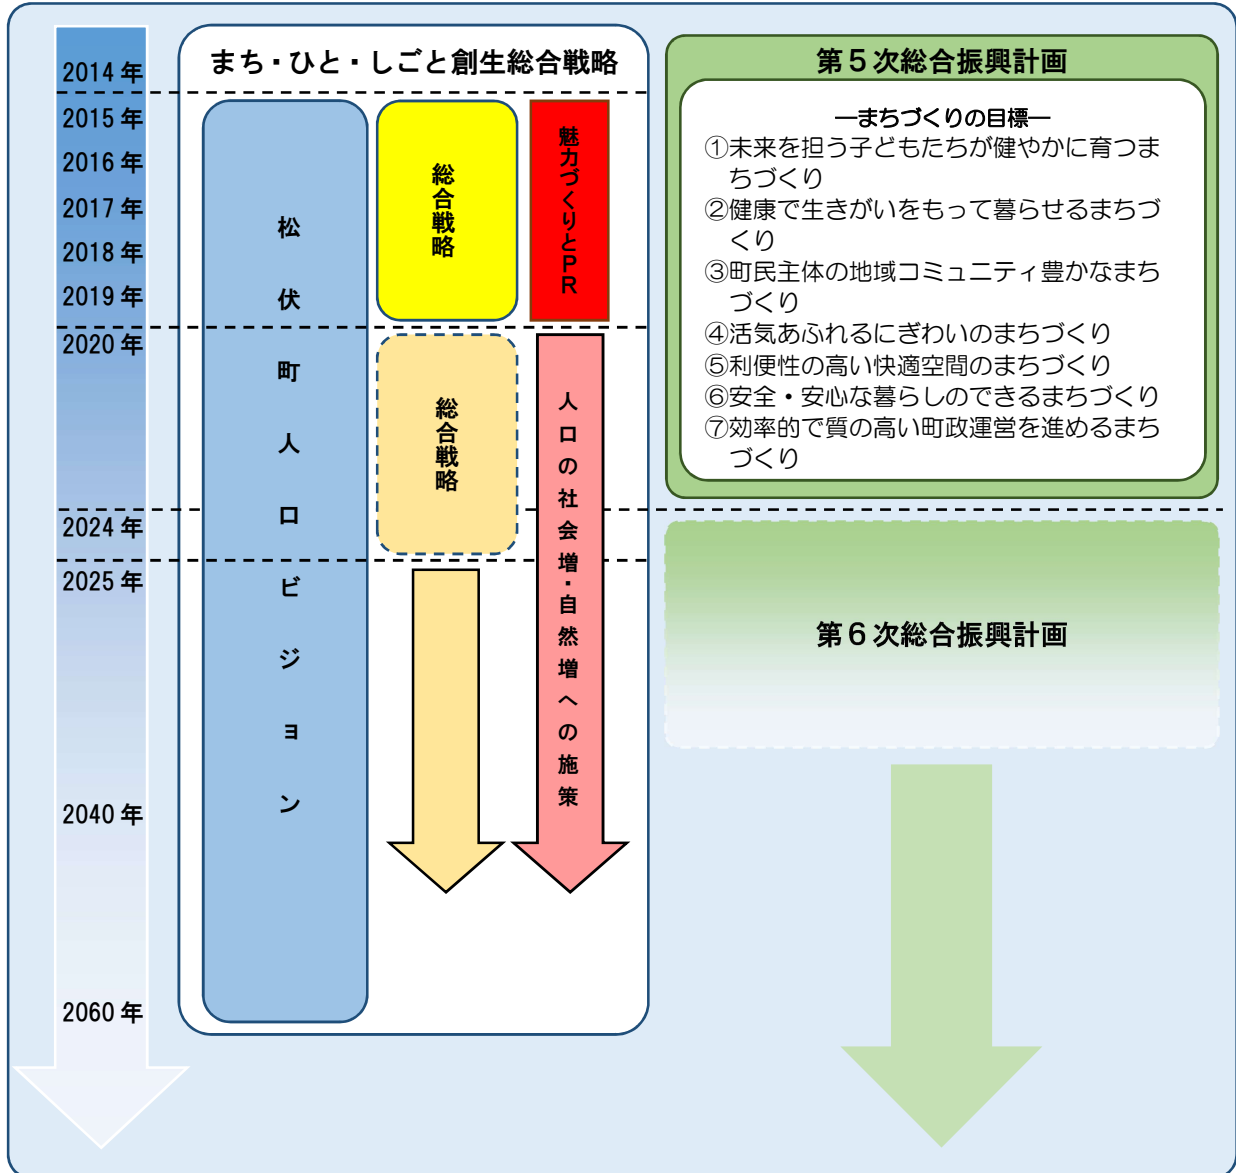 2014年
2015年
2016年
2017年
2018年
2019年
2020年
2024年
2025年
2040年
2060年
まち・ひと・しごと創生総合戦略
松伏町人口ビジョン
総合戦略
魅力づくりとPR
総合戦略
人口の社会増・自然増への施策
第5次総合振興計画
―まちづくりの目標―
①未来を担う子どもたちが健やかに育つま
ちづくり
②健康で生きがいをもって暮らせるまちづ
くり
③町民主体の地域コミュニティ豊かなまち
づくり
④活気あふれるにぎわいのまちづくり
⑤利便性の高い快適空間のまちづくり
⑥安全・安心な暮らしのできるまちづくり
⑦効率的で質の高い町政運営を進めるまち
づくり
第6次総合振興計画